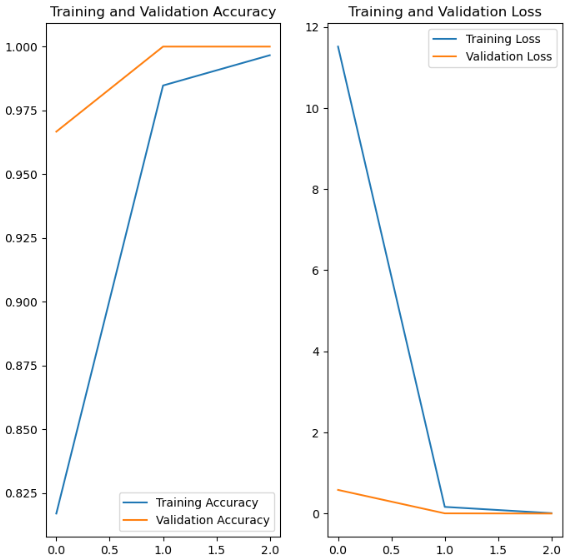 Training and Validation Accuracy
1.000
0.975
0.950
0.925
0.900
0.875
0.850
0.825
Training Accuracy
Validation Accuracy
0.0 0.5 1.0 1.5 2.0
Training and Validation Loss
12
10
8
6
4
2
0
Training Loss
Validation Loss
0.0 0.5 1.0 1.5 2.0